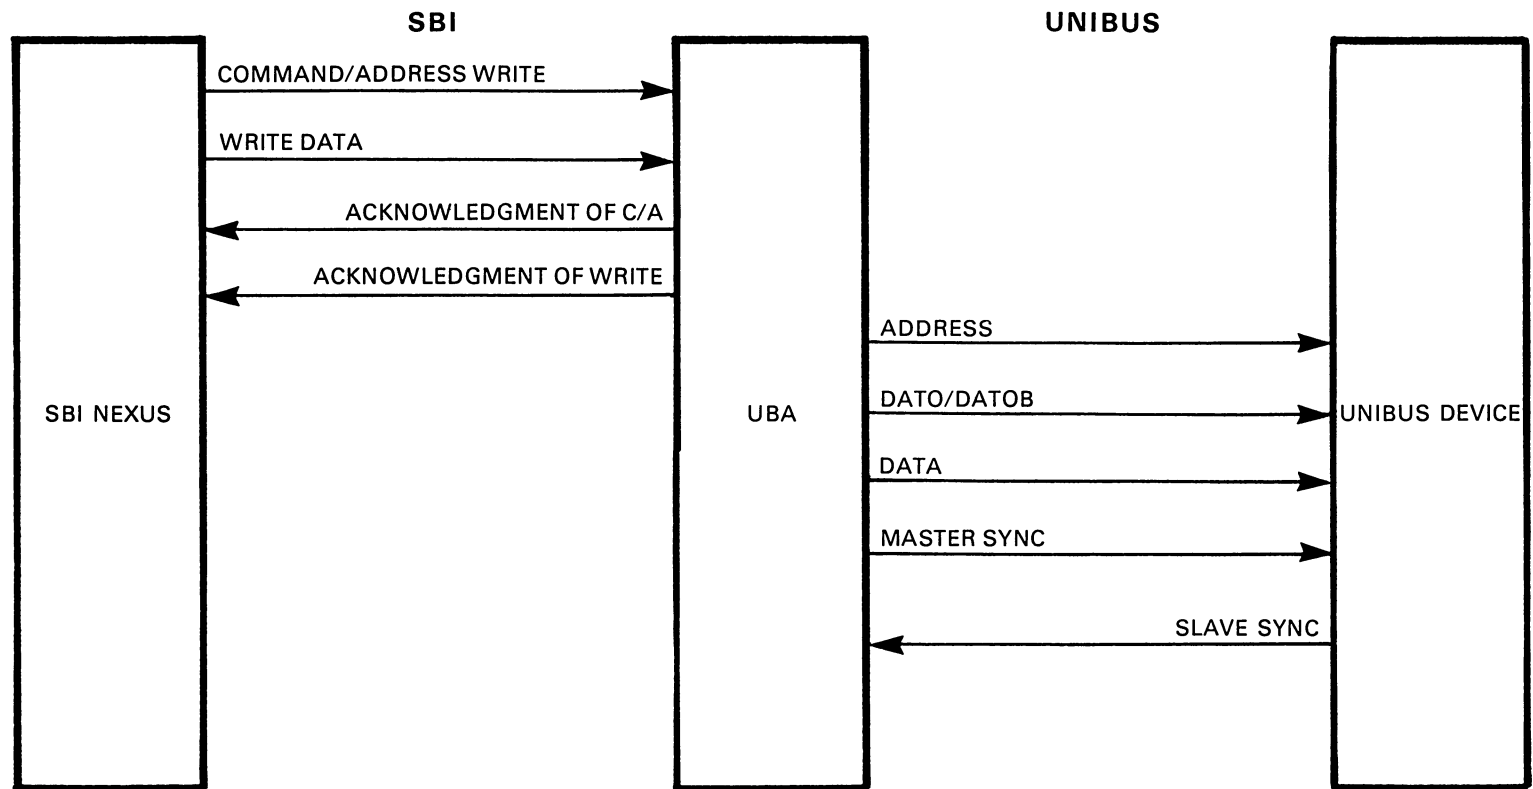 SBI
UNIBUS
COMMAND/ADDRESS WRITE
WRITE DATA
ACKNOWLEDGMENT OF C/A
ACKNOWLEDGMENT OF WRITE
ADDRESS
DATO/DATOB
SBI NEXUS
UBA
UNIBUS DEVICE
DATA
MASTER SYNC
SLAVE SYNC